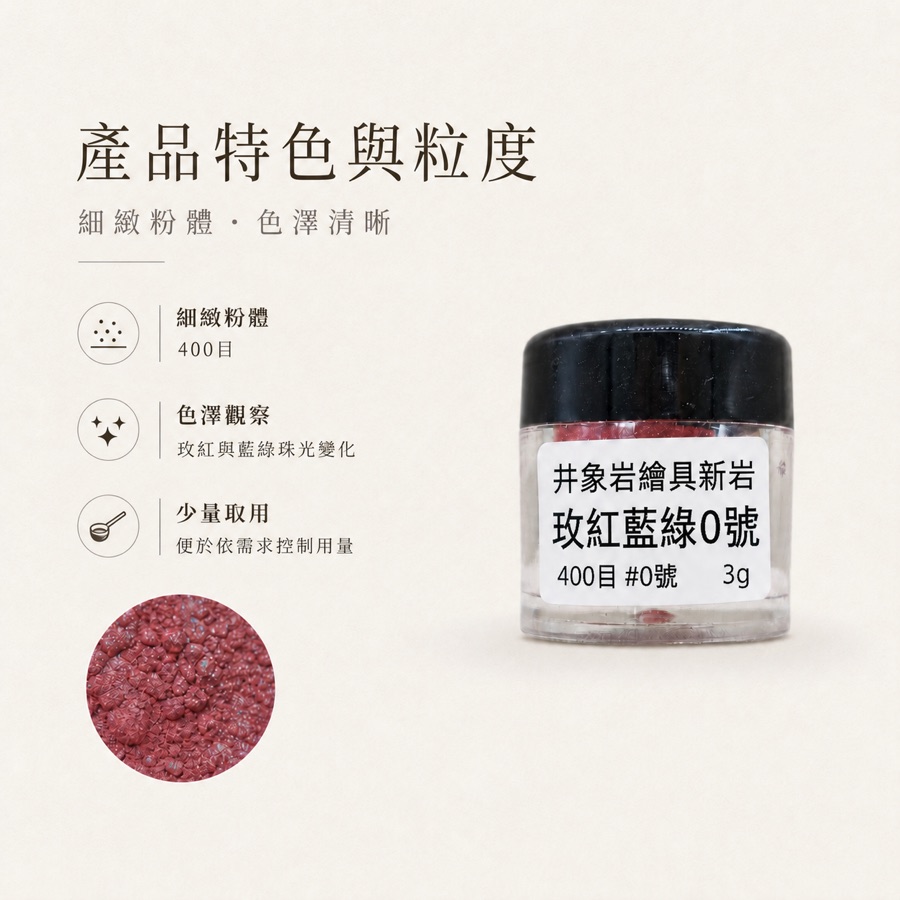 產品特色與粒度
細緻粉體・色澤清晰
細緻粉體
400目
色澤觀察
玫紅與藍綠珠光變化
少量取用
便於依需求控制用量
井象岩繪具新岩
玫紅藍綠0號
400目 #0號 3g